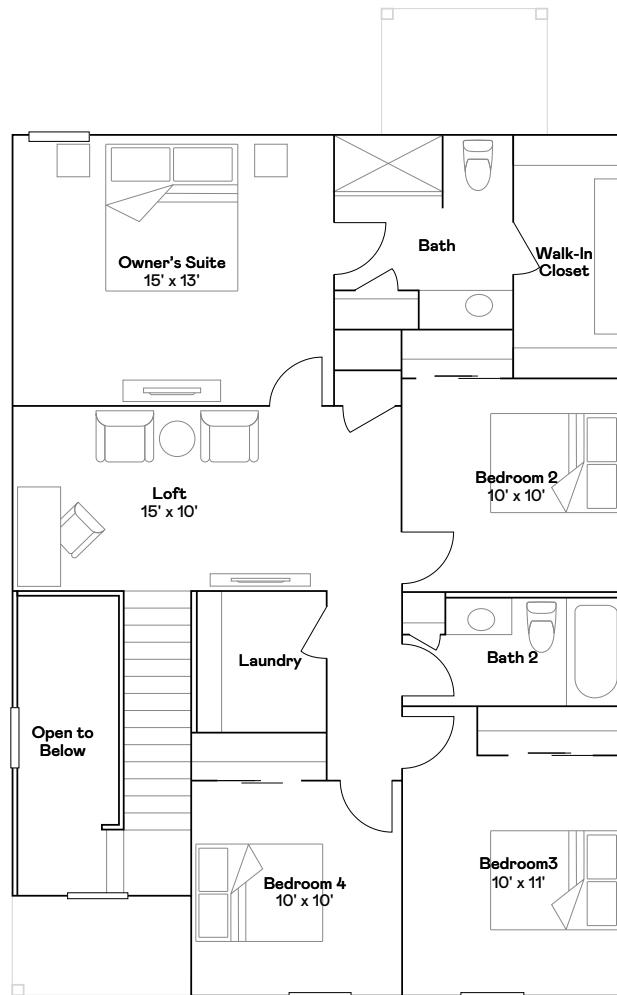 Bath
Walk-In
Closet
Owner's Suite
15' x 13'
Bedroom 2
10' x 10'
Loft
15' x 10'
Laundry
Bath 2
Open to
Below
Bedroom3
10' x 11'
Bedroom 4
10' x 10'